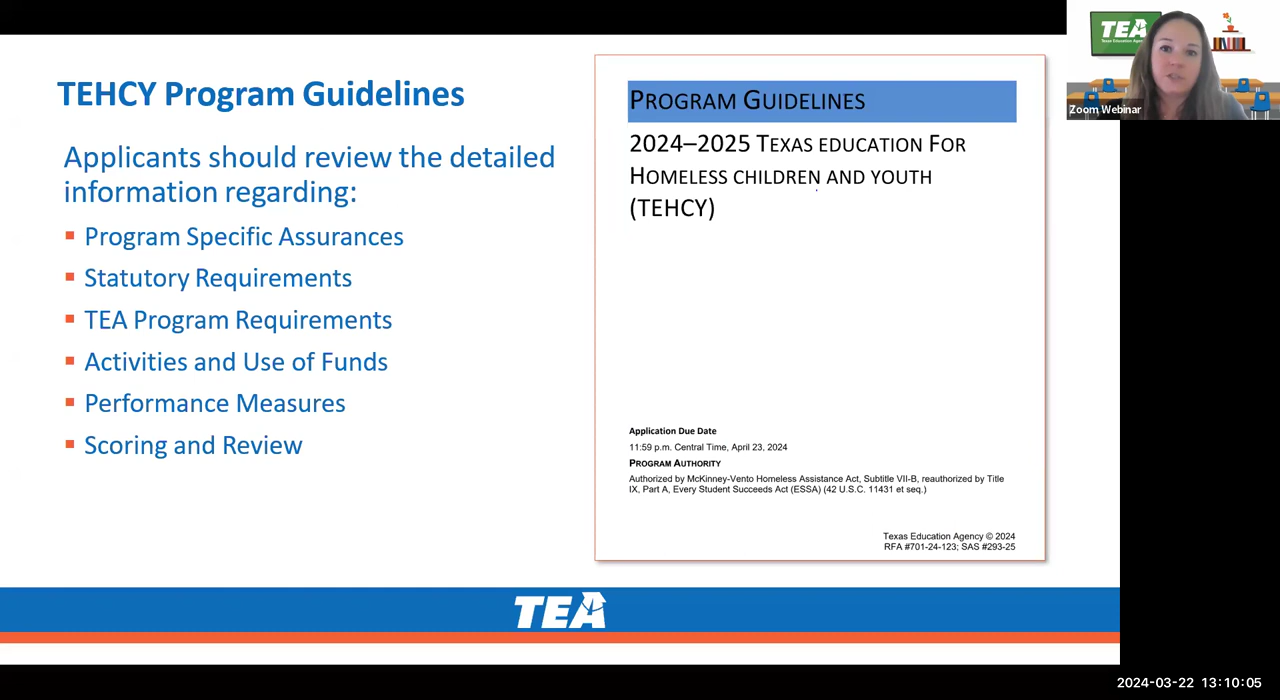 TEHCY Program Guidelines
Applicants should review the detailed
information regarding:
Program Specific Assurances
Statutory Requirements
TEA Program Requirements
Activities and Use of Funds
Performance Measures
Scoring and Review
PROGRAM GUIDELINES
2024–2025 TEXAS EDUCATION FOR
HOMELESS CHILDREN AND YOUTH
(TEHCY)
Application Due Date
11:59 p.m. Central Time, April 23, 2024
PROGRAM AUTHORITY
Authorized by McKinney-Vento Homeless Assistance Act, Subtitle VII-B, reauthorized by Title
IX, Part A, Every Student Succeeds Act (ESSA) (42 U.S.C. 11431 et seq.)
Texas Education Agency © 2024
RFA #701-24-123; SAS #293-25
TEA
TEA
Texas Education Agency
Zoom Webinar
2024-03-22 13:10:05